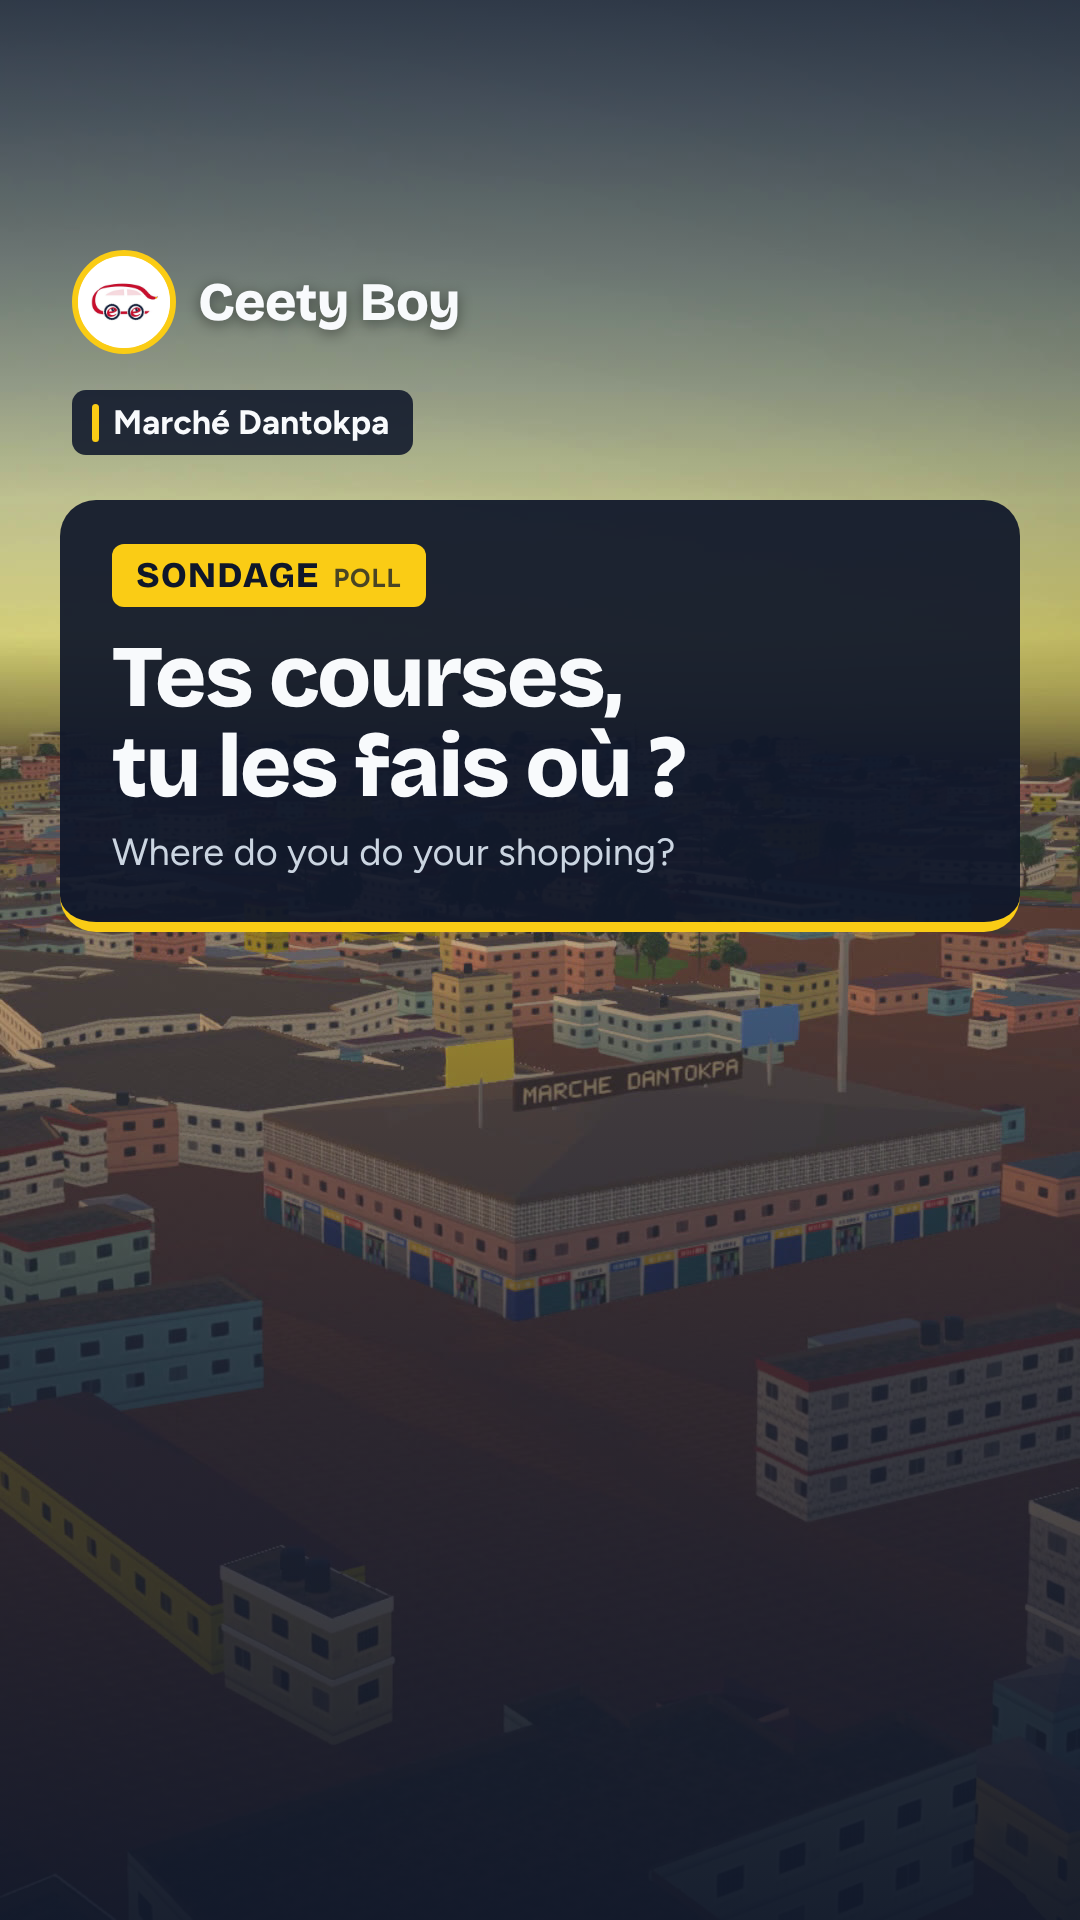 Ceety Boy
Marché Dantokpa
SONDAGE POLL
Tes courses,
tu les fais où ?
Where do you do your shopping?
MARCHE DANTOKPA